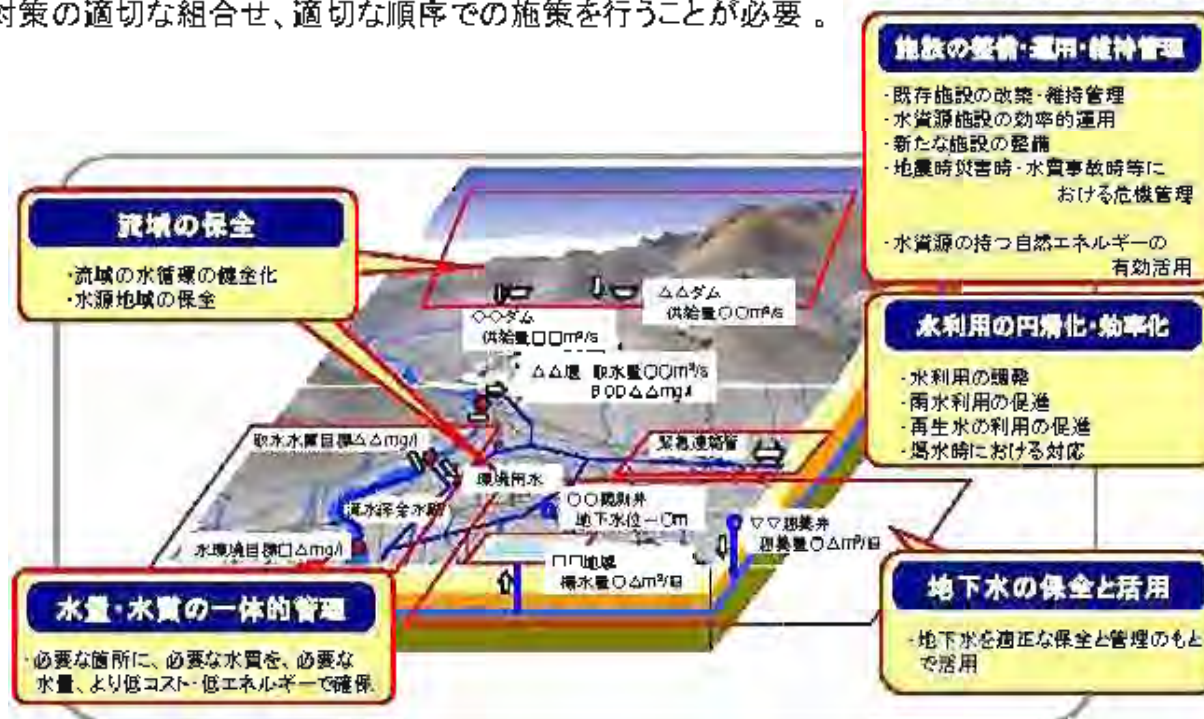 対策の適切な組合せ、適切な順序での施策を行うことが必要。
施設の整備・運用・維持管理
・既存施設の改築・維持管理
・水資源施設の効率的運用
・新たな施設の整備
・地震時災害時・水質事故時等に
おける危機管理
・水資源の持つ自然エネルギーの
有効活用
流域の保全
・流域の水循環の健全化
・水源地域の保全
◇◇ダム
供給量□□m³/s
△△ダム
供給量○○m³/s
△△堰 取水量○○m³/s
BOD△△mg/l
水利用の円滑化・効率化
・水利用の調整
・雨水利用の促進
・再生水の利用の促進
・渇水時における対応
取水水質目標△△mg/l
緊急連絡管
環境用水
清水保全水路
○○観測井
地下水位-○m
▽▽涵養井
涵養量○△m³/日
水環境目標□△mg/l
□□地域
揚水量○△m³/日
水量・水質の一体的管理
・必要な箇所に、必要な水質を、必要な
水量、より低コスト・低エネルギーで確保
地下水の保全と活用
・地下水を適正な保全と管理のもと
で活用